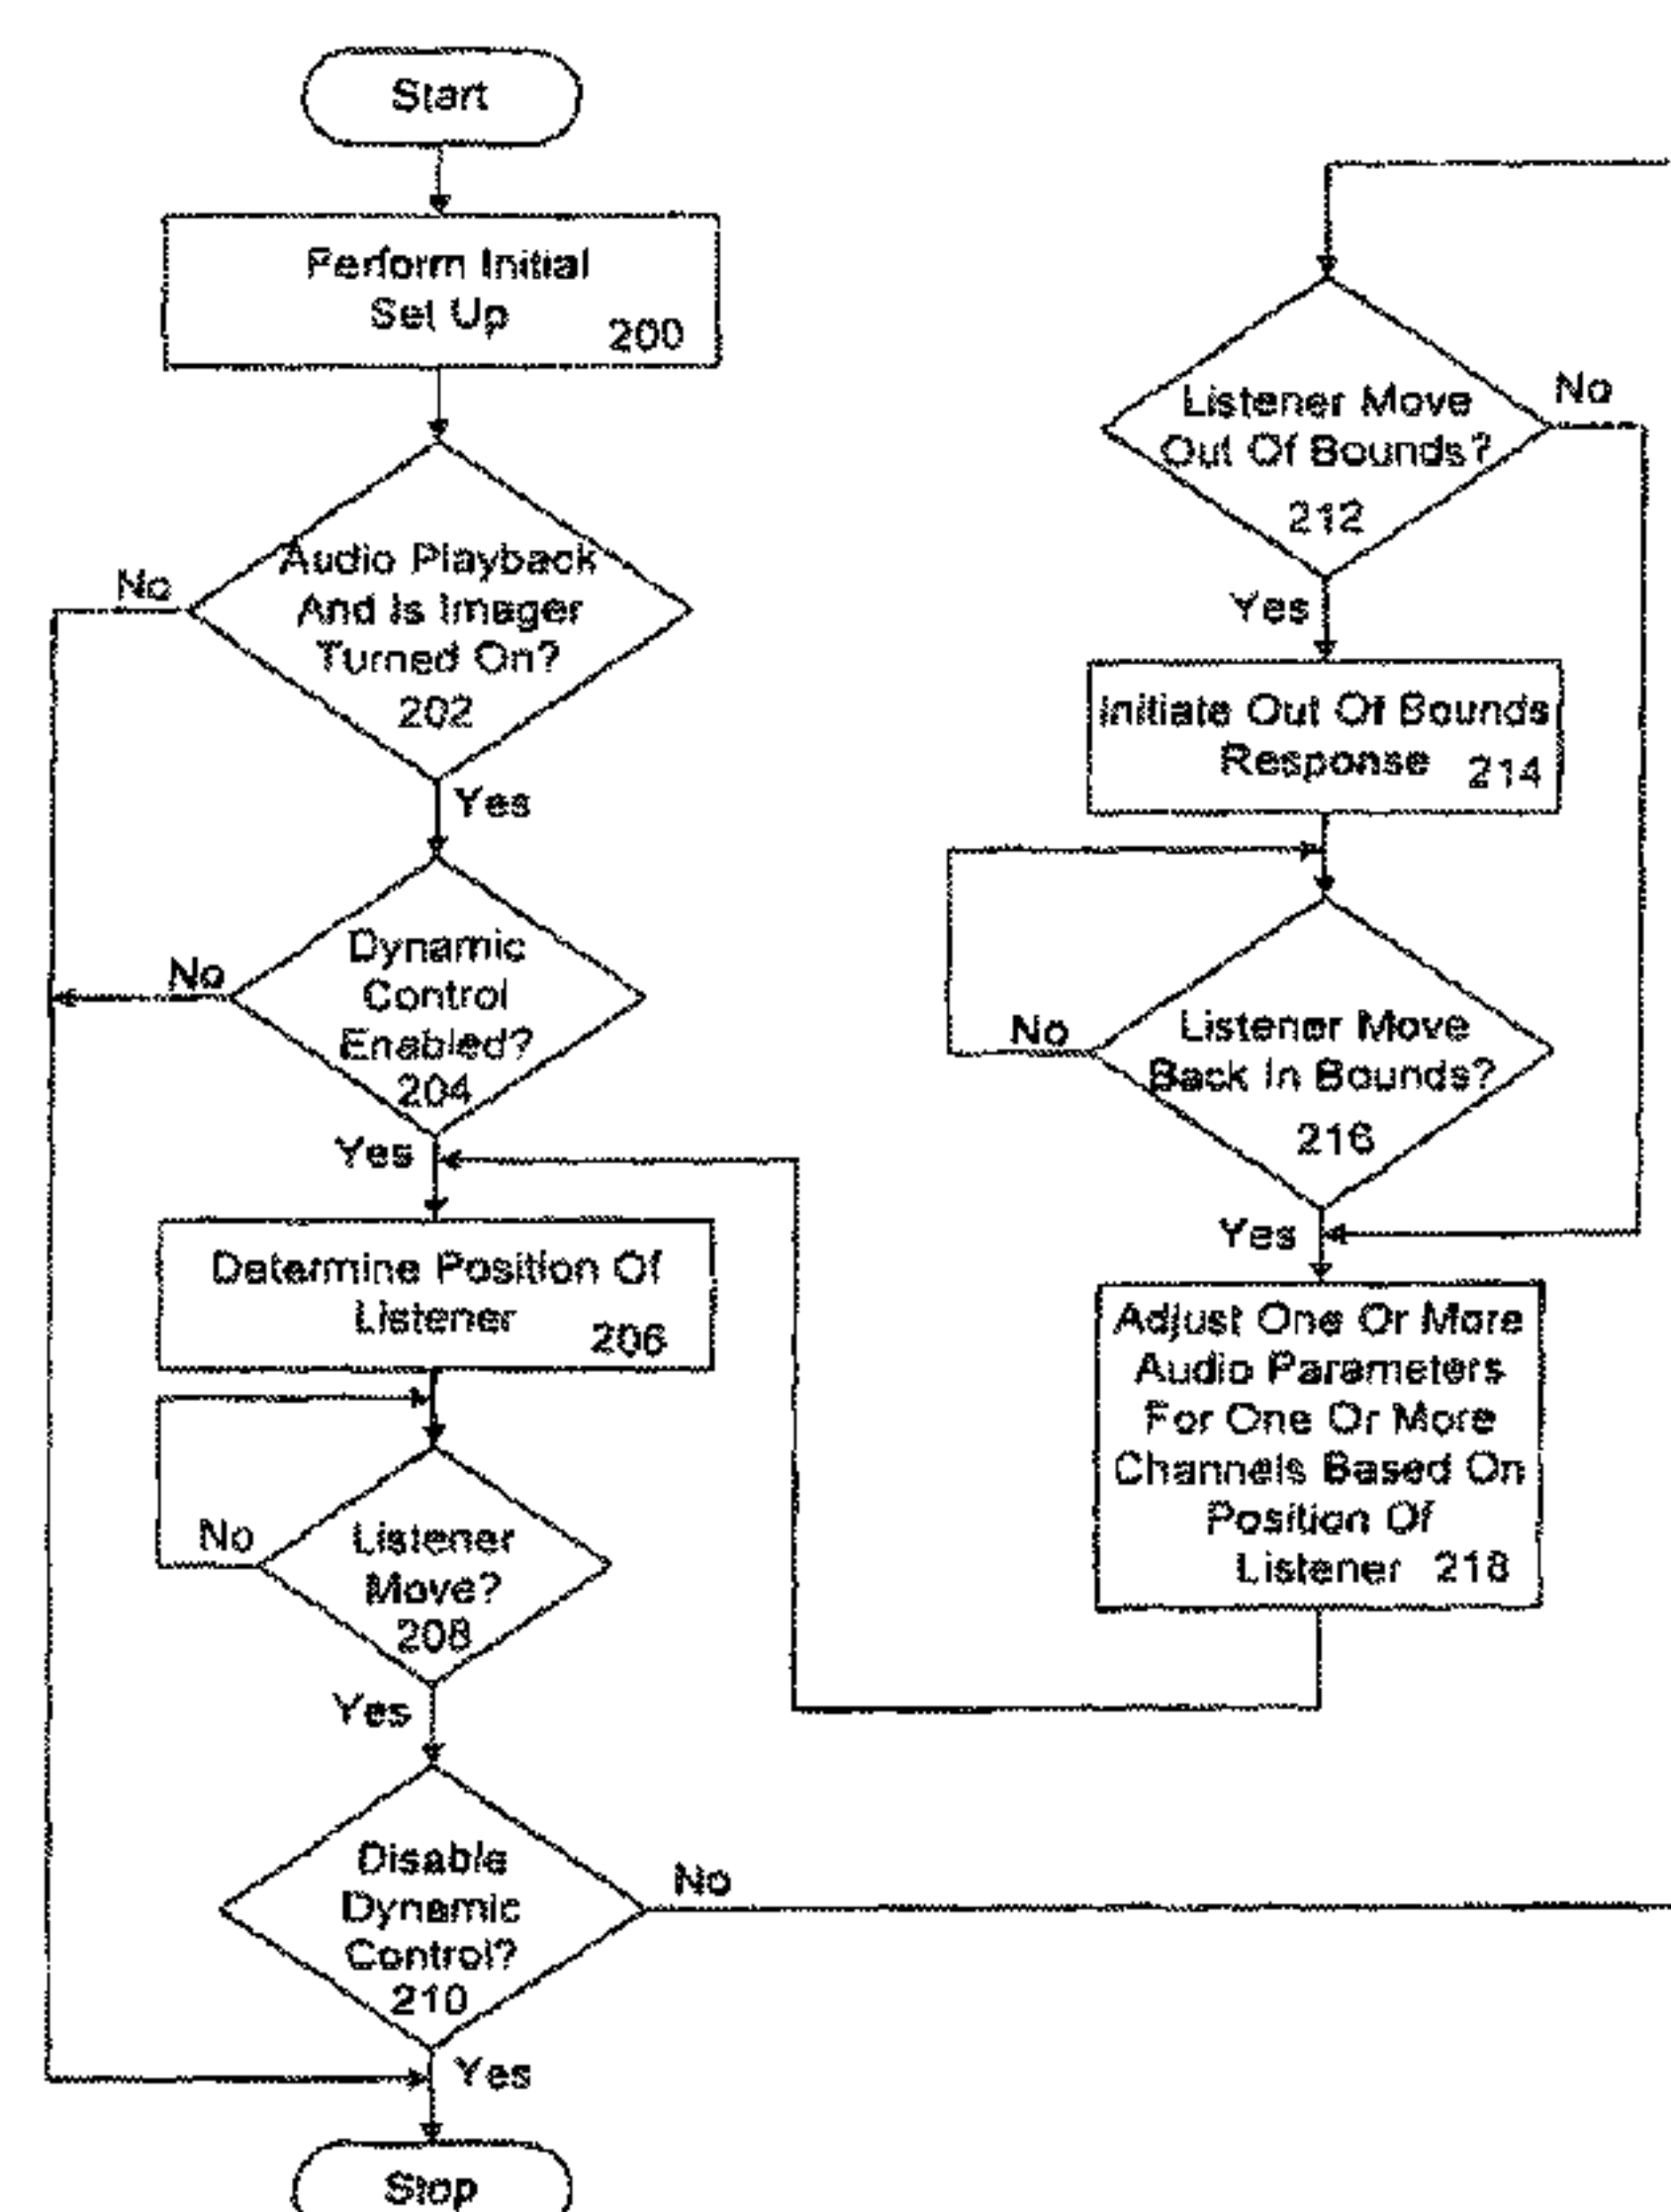 Start
Perform Initial
Set Up
200
Audio Playback
And Is Imager
Turned On?
202
No
Yes
Dynamic
Control
Enabled?
204
No
Yes
Determine Position Of
Listener
206
Listener
Move?
208
No
Yes
Disable
Dynamic
Control?
210
No
Yes
Stop
Listener Move
Out Of Bounds?
212
No
Yes
Initiate Out Of Bounds
Response 214
Listener Move
Back In Bounds?
216
No
Yes
Adjust One Or More
Audio Parameters
For One Or More
Channels Based On
Position Of
Listener 218